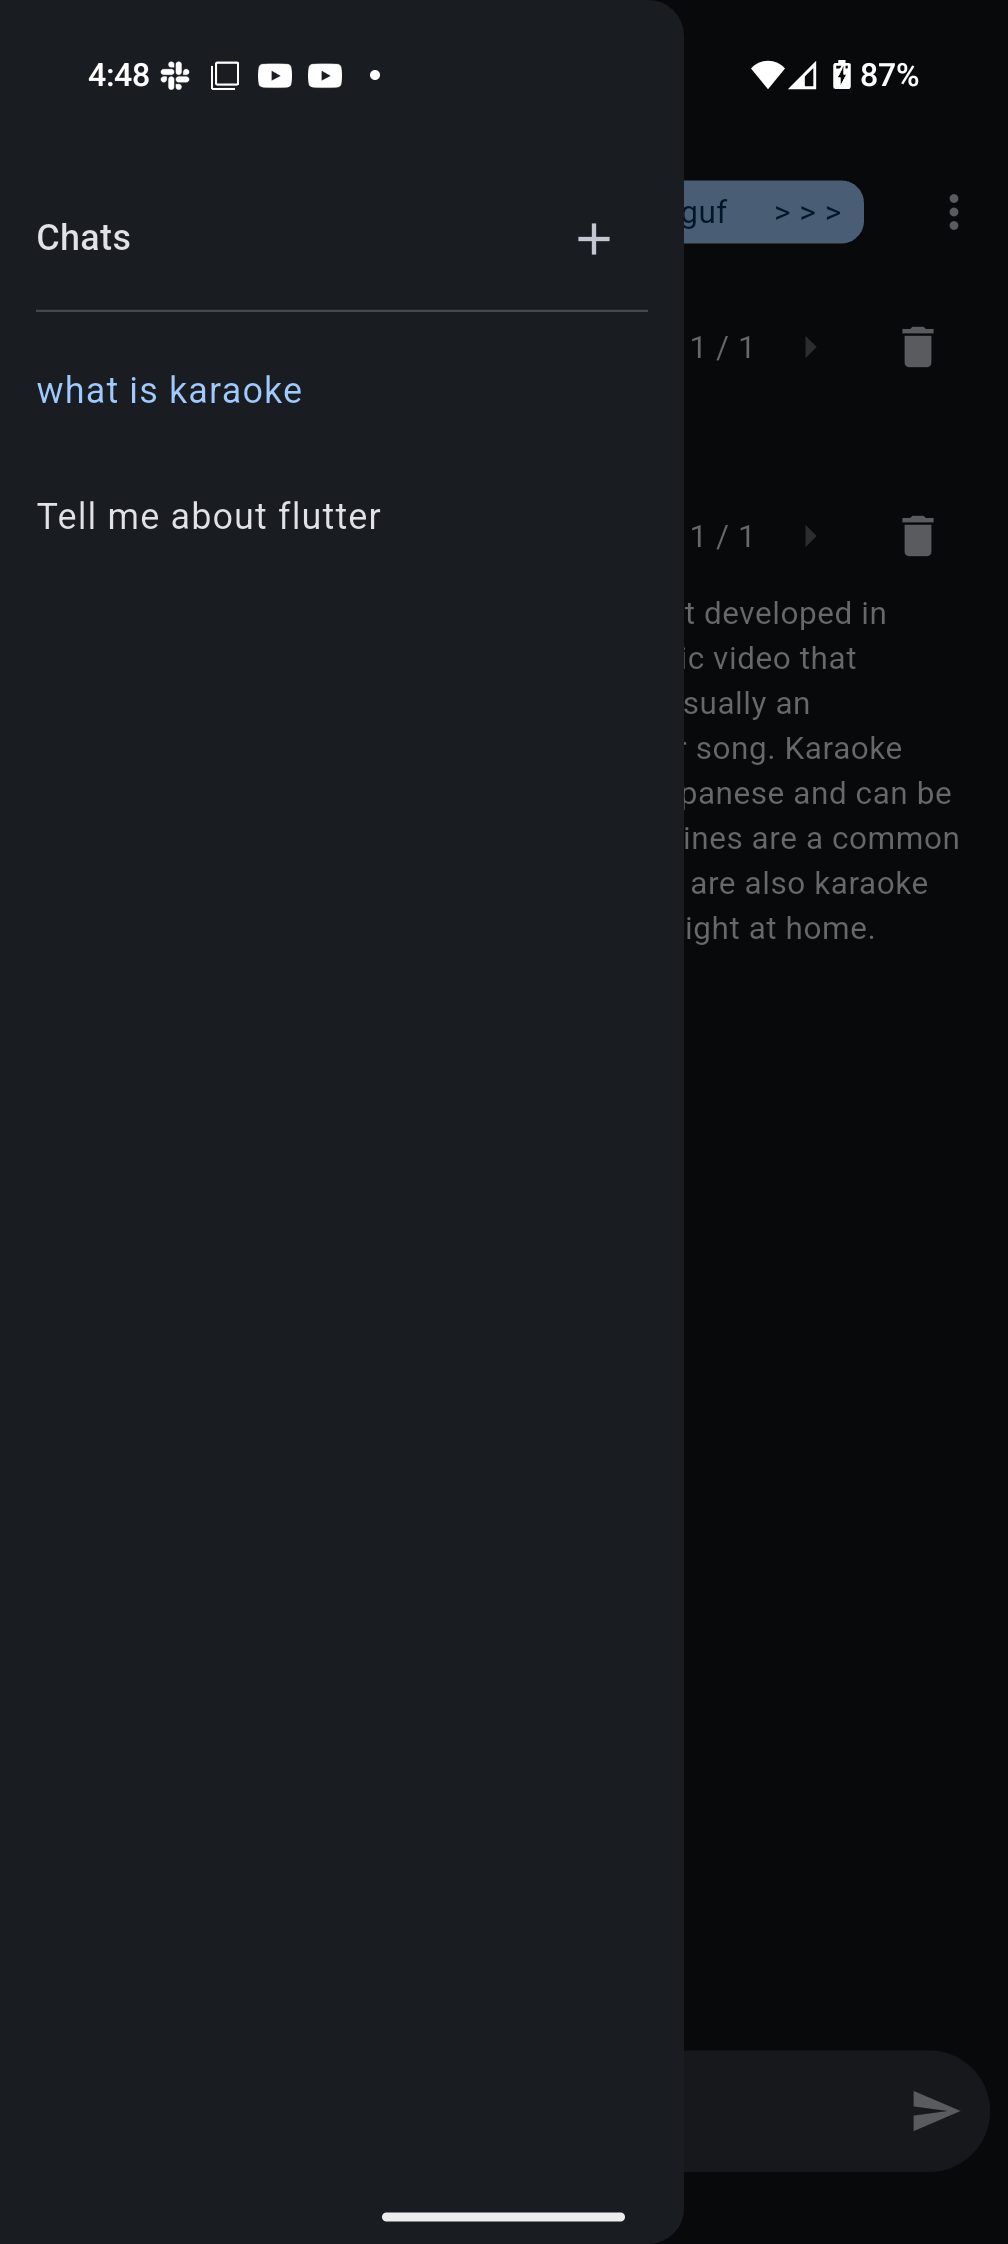 4:48
87%
Chats
guf > > >
what is karaoke
1 / 1
Tell me about flutter
1 / 1
t developed in
ic video that
sually an
r song. Karaoke
panese and can be
ines are a common
are also karaoke
ight at home.